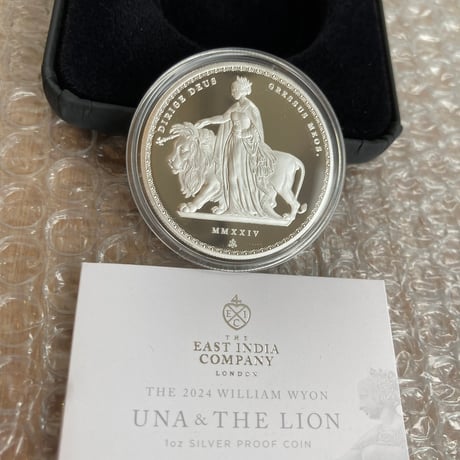 DIRIGE DEUS GRESSUS MEOS.
MMXXIV
4
E I
C
THE
EAST INDIA
COMPANY
LONDON
THE 2024 WILLIAM WYON
UNA & THE LION
1oz SILVER PROOF COIN